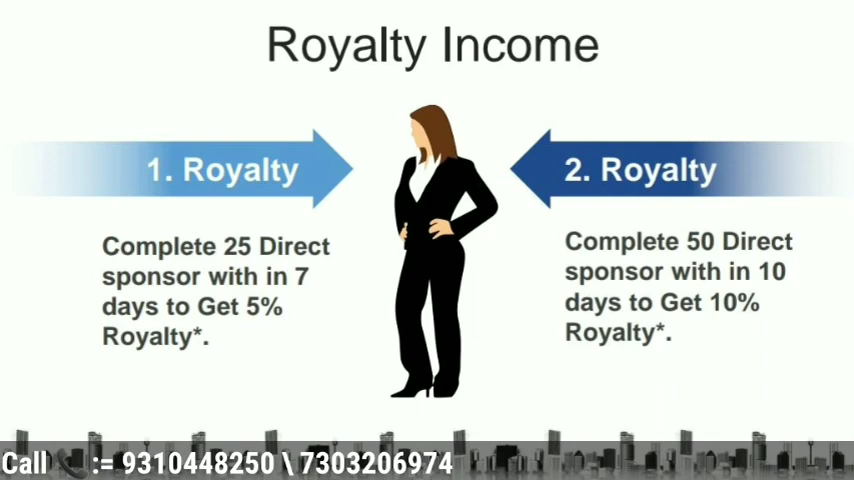 Royalty Income
1. Royalty
Complete 25 Direct
sponsor with in 7
days to Get 5%
Royalty*.
2. Royalty
Complete 50 Direct
sponsor with in 10
days to Get 10%
Royalty*.
Call 📞 := 9310448250 \ 7303206974